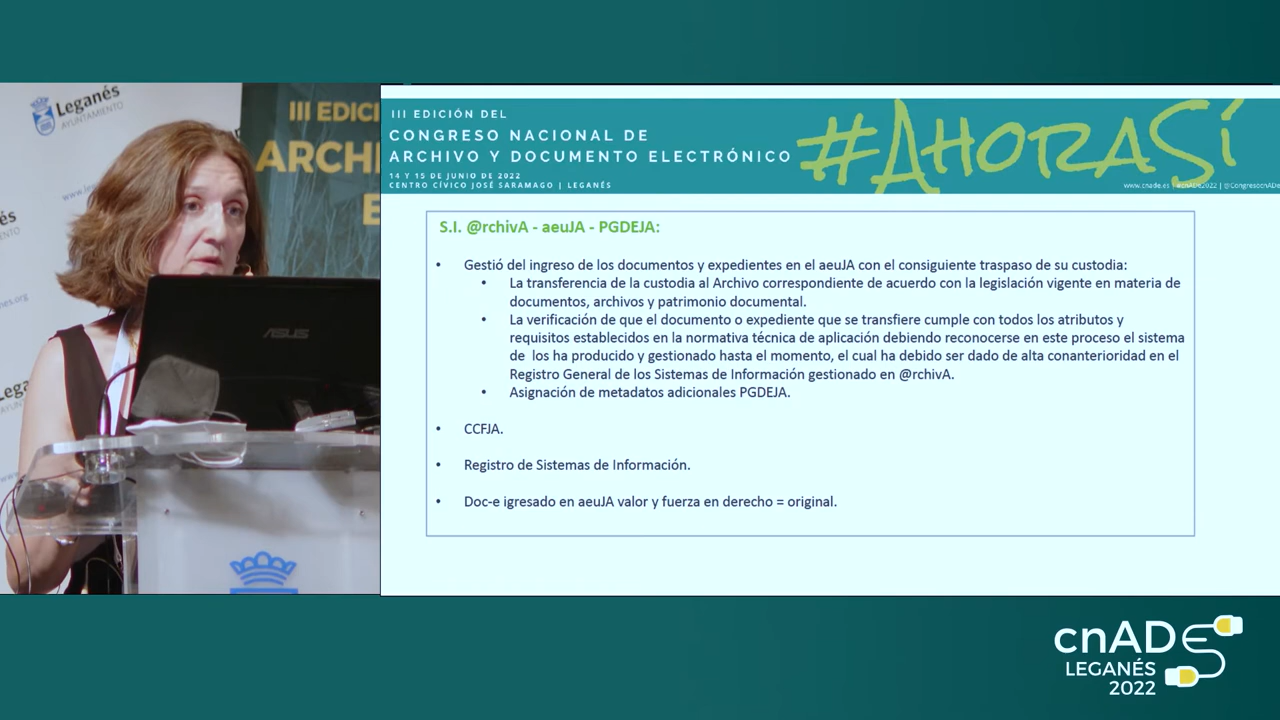 Leganés
AYUNTAMIENTO
III EDICI
ARCHI
E
ASUS
III EDICIÓN DEL
CONGRESO NACIONAL DE
ARCHIVO Y DOCUMENTO ELECTRÓNICO
14 Y 15 DE JUNIO DE 2022
CENTRO CÍVICO JOSÉ SARAMAGO | LEGANÉS
#AHORASÍ
S.I. @rchivA - aeuJA - PGDEJA:
• Gestió del ingreso de los documentos y expedientes en el aeuJA con el consiguiente traspaso de su custodia:
• La transferencia de la custodia al Archivo correspondiente de acuerdo con la legislación vigente en materia de
documentos, archivos y patrimonio documental.
• La verificación de que el documento o expediente que se transfiere cumple con todos los atributos y
requisitos establecidos en la normativa técnica de aplicación debiendo reconocerse en este proceso el sistema
de los ha producido y gestionado hasta el momento, el cual ha debido ser dado de alta conanterioridad en el
Registro General de los Sistemas de Información gestionado en @rchivA.
• Asignación de metadatos adicionales PGDEJA.
• CCFJA.
• Registro de Sistemas de Información.
• Doc-e igresado en aeuJA valor y fuerza en derecho = original.
cnADe
LEGANÉS
2022